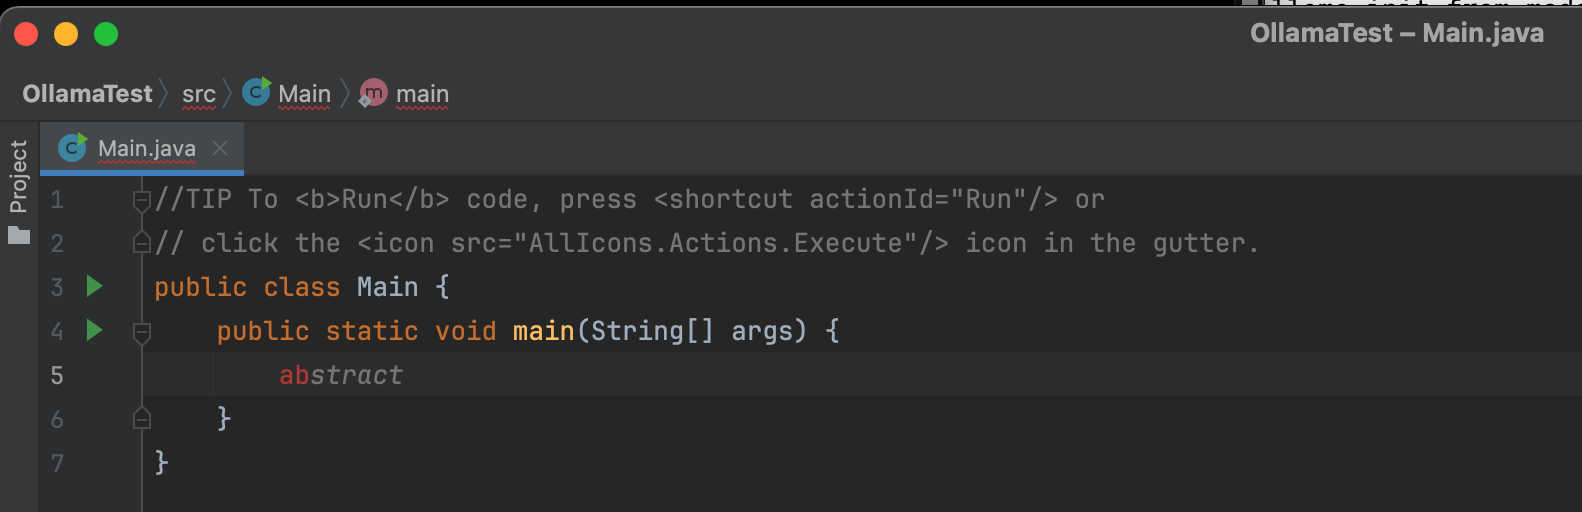 OllamaTest – Main.java
OllamaTest src Main main
Project
Main.java
1 //TIP To <b>Run</b> code, press <shortcut actionId="Run"/> or
2 // click the <icon src="AllIcons.Actions.Execute"/> icon in the gutter.
3 public class Main {
4 public static void main(String[] args) {
5 abstract
6 }
7 }